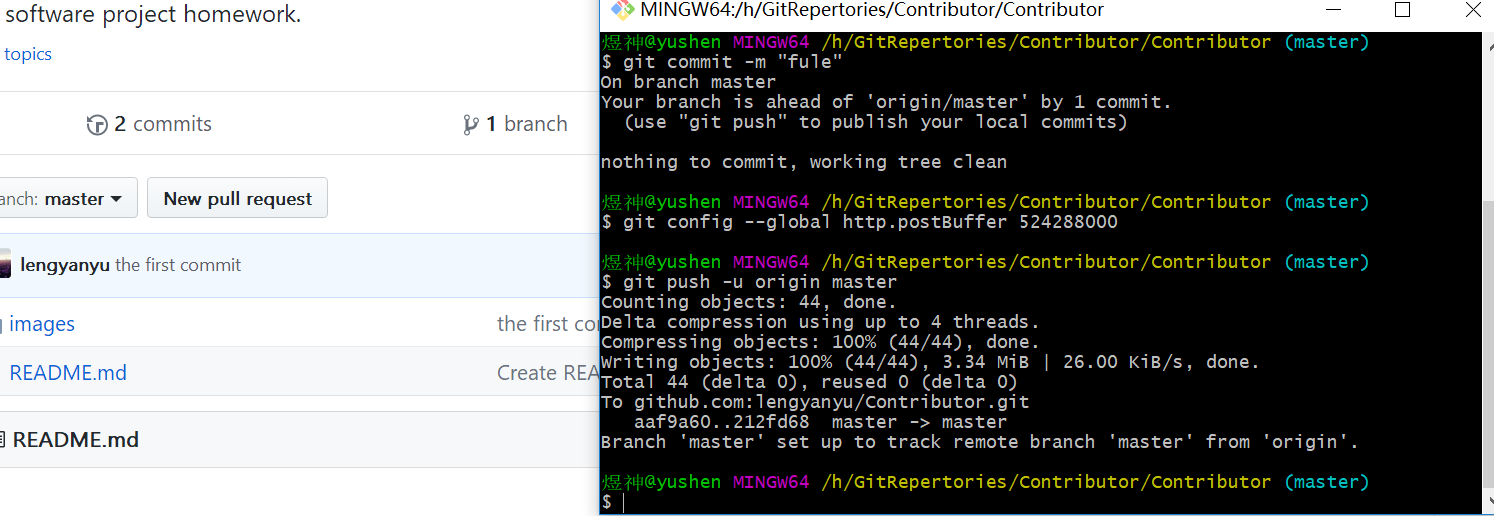 software project homework.
topics
2 commits
1 branch
anch: master
New pull request
lengyanyu the first commit
images
the first co
README.md
Create REA
README.md
MINGW64:/h/GitRepertories/Contributor/Contributor
煜神@yushen MINGW64 /h/GitRepertories/Contributor/Contributor (master)
$ git commit -m "fule"
On branch master
Your branch is ahead of 'origin/master' by 1 commit.
(use "git push" to publish your local commits)
nothing to commit, working tree clean
煜神@yushen MINGW64 /h/GitRepertories/Contributor/Contributor (master)
$ git config --global http.postBuffer 524288000
煜神@yushen MINGW64 /h/GitRepertories/Contributor/Contributor (master)
$ git push -u origin master
Counting objects: 44, done.
Delta compression using up to 4 threads.
Compressing objects: 100% (44/44), done.
Writing objects: 100% (44/44), 3.34 MiB | 26.00 KiB/s, done.
Total 44 (delta 0), reused 0 (delta 0)
To github.com:lengyanyu/Contributor.git
aaf9a60..212fd68 master -> master
Branch 'master' set up to track remote branch 'master' from 'origin'.
煜神@yushen MINGW64 /h/GitRepertories/Contributor/Contributor (master)
$